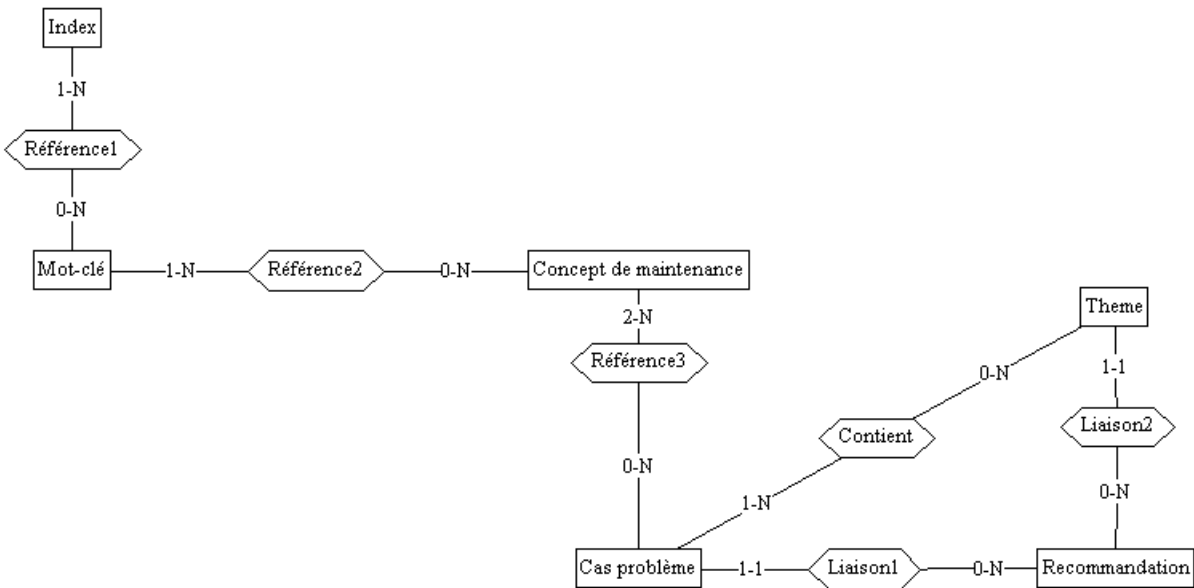 Index
1-N
Référence1
0-N
Mot-clé
1-N
Référence2
0-N
Concept de maintenance
2-N
Référence3
0-N
Theme
1-1
Liaison2
0-N
0-N
Contient
1-N
Cas problème
1-1
Liaison1
0-N
Recommandation